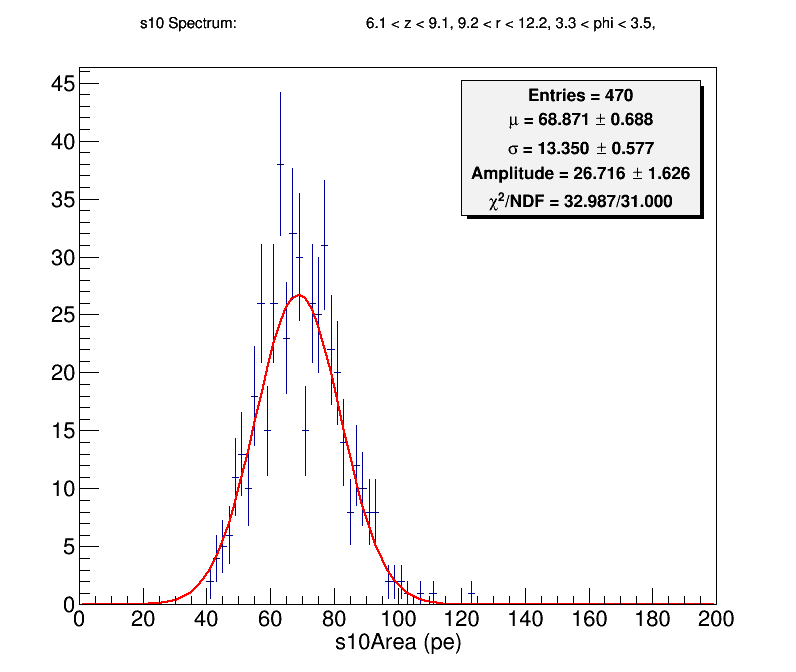 s10 Spectrum: 6.1 < z < 9.1, 9.2 < r < 12.2, 3.3 < phi < 3.5,
Entries = 470
μ = 68.871 ± 0.688
σ = 13.350 ± 0.577
Amplitude = 26.716 ± 1.626
χ²/NDF = 32.987/31.000
45
40
35
30
25
20
15
10
5
0
0 20 40 60 80 100 120 140 160 180 200
s10Area (pe)